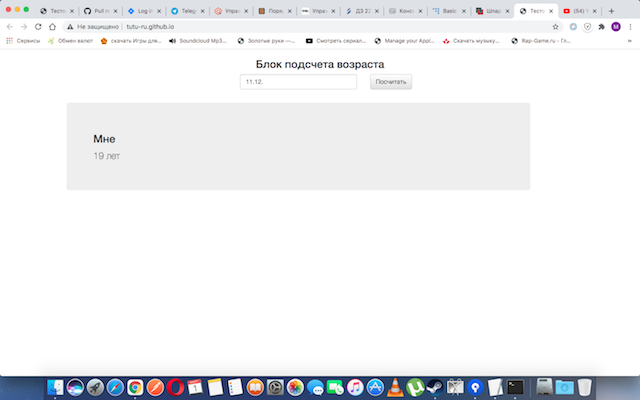 Тесто
Pull r
Log in
Teleg
Упра
Поря
Упра
ДЗ 2
Конс
Basic
Шпар
Тесто
(54) Y
Не защищено | tutu-ru.github.io
Сервисы
Обмен валют
скачать Игры для...
Soundcloud Mp3...
Золотые руки —...
Смотреть сериал...
Manage your Appl...
Скачать музыку...
Rap-Game.ru - Гл...
Блок подсчета возраста
11.12.
Посчитать
Мне
19 лет